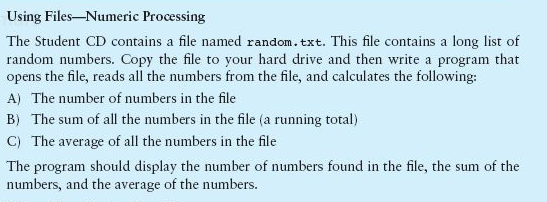 Using Files—Numeric Processing
The Student CD contains a file named random.txt. This file contains a long list of
random numbers. Copy the file to your hard drive and then write a program that
opens the file, reads all the numbers from the file, and calculates the following:
A) The number of numbers in the file
B) The sum of all the numbers in the file (a running total)
C) The average of all the numbers in the file
The program should display the number of numbers found in the file, the sum of the
numbers, and the average of the numbers.